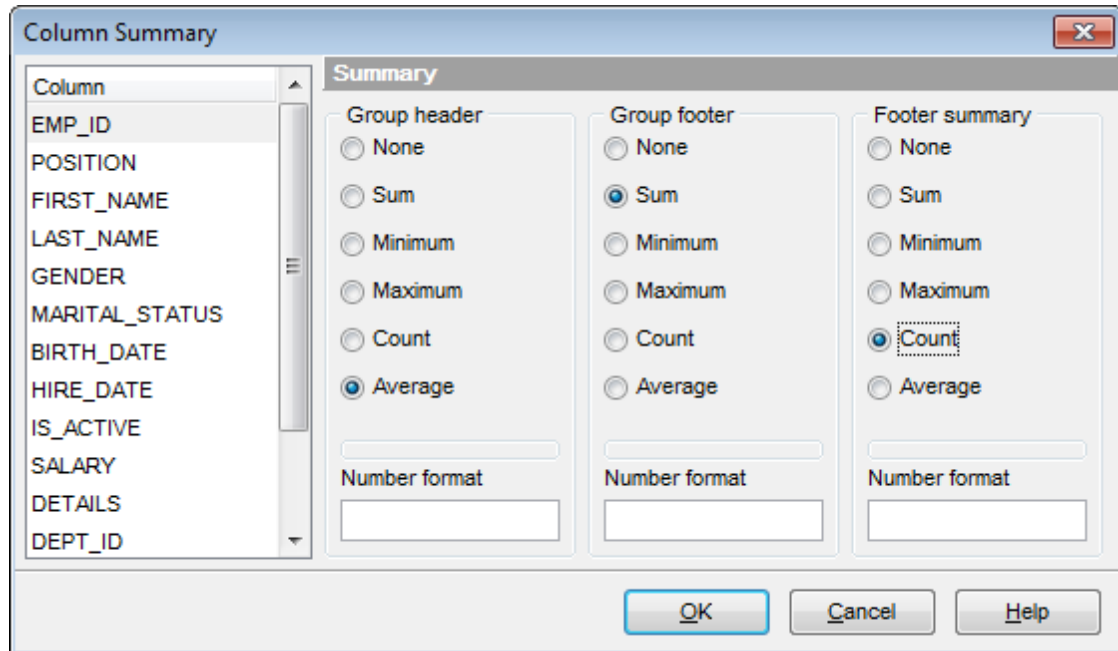 Column Summary
Column
EMP_ID
POSITION
FIRST_NAME
LAST_NAME
GENDER
MARITAL_STATUS
BIRTH_DATE
HIRE_DATE
IS_ACTIVE
SALARY
DETAILS
DEPT_ID
Summary
Group header
None
Sum
Minimum
Maximum
Count
Average
Number format
Group footer
None
Sum
Minimum
Maximum
Count
Average
Number format
Footer summary
None
Sum
Minimum
Maximum
Count
Average
Number format
OK
Cancel
Help